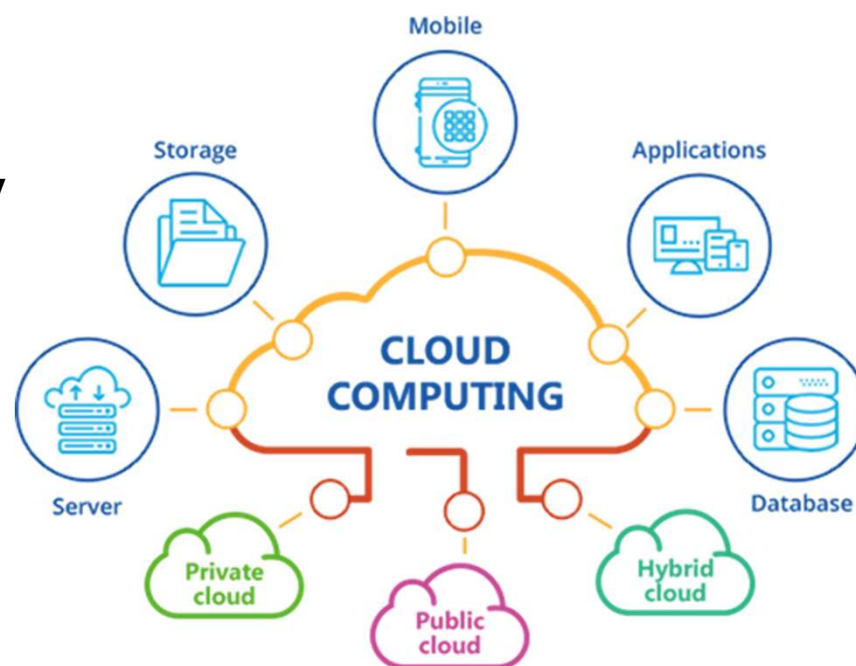 Mobile
Storage
Applications
CLOUD
COMPUTING
Server
Database
Private
cloud
Public
cloud
Hybrid
cloud